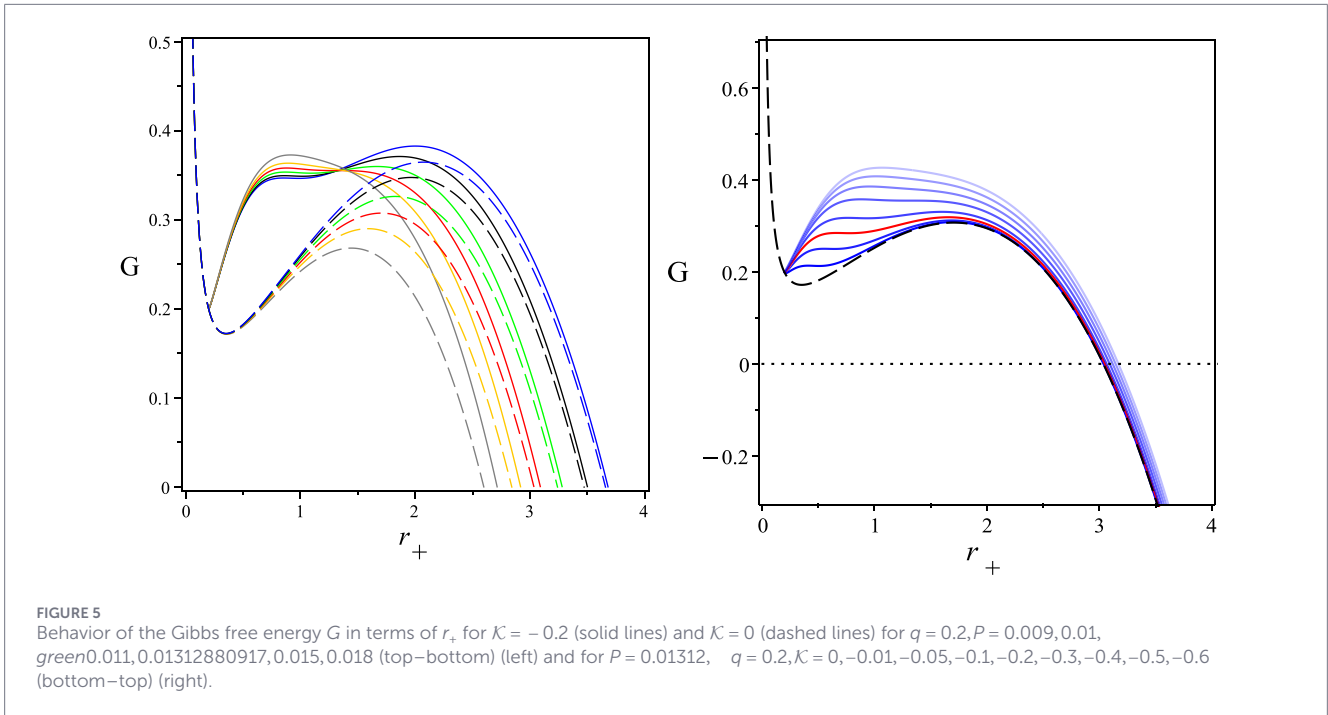 0.5
0.4
0.3
G
0.2
0.1
0
0 1 2 3 4
r+
0.6
0.4
G
0.2
0
−0.2
0 1 2 3 4
r+
FIGURE 5
Behavior of the Gibbs free energy G in terms of r₊ for 𝒦 = −0.2 (solid lines) and 𝒦 = 0 (dashed lines) for q = 0.2, P = 0.009, 0.01,
green0.011, 0.01312880917, 0.015, 0.018 (top–bottom) (left) and for P = 0.01312, q = 0.2, 𝒦 = 0, −0.01, −0.05, −0.1, −0.2, −0.3, −0.4, −0.5, −0.6
(bottom–top) (right).